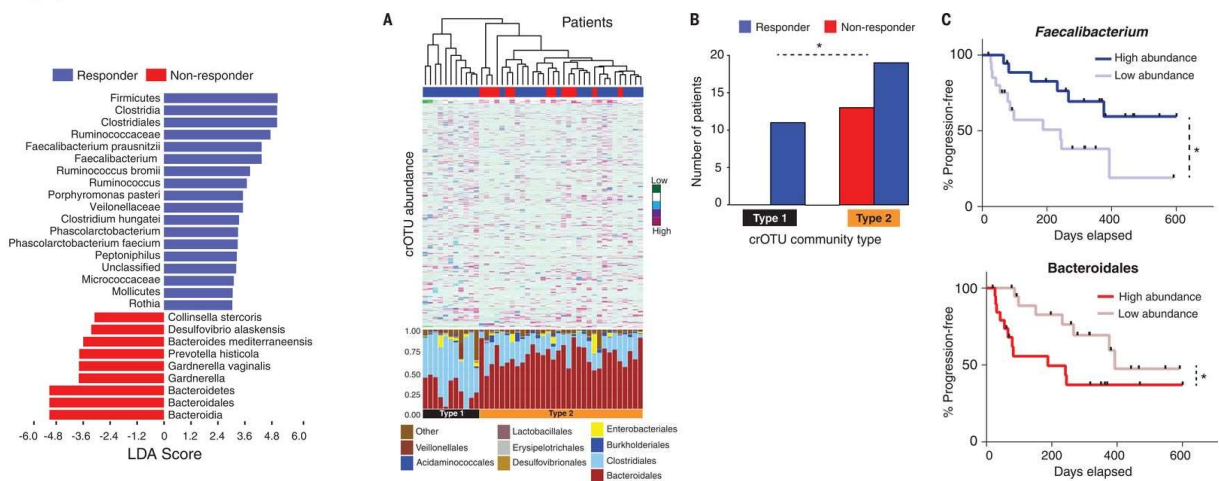 Responder Non-responder
Firmicutes
Clostridia
Clostridiales
Ruminococcaceae
Faecalibacterium prausnitzii
Faecalibacterium
Ruminococcus bromii
Ruminococcus
Porphyromonas pasteri
Veilonellaceae
Clostridium hungatei
Phascolarctobacterium
Phascolarctobacterium faecium
Peptoniphilus
Unclassified
Micrococcaceae
Mollicutes
Rothia
Collinsella stercoris
Desulfovibrio alaskensis
Bacteroides mediterraneensis
Prevotella histicola
Gardnerella vaginalis
Gardnerella
Bacteroidetes
Bacteroidales
Bacteroidia
-6.0 -4.8 -3.6 -2.4 -1.2 0 1.2 2.4 3.6 4.8 6.0
LDA Score
A
Patients
crOTU abundance
Low
High
1.00
0.75
0.50
0.25
0.00
Type 1 Type 2
Other Lactobacillales Enterobacteriales
Veillonellales Erysipelotrichales Burkholderiales
Acidaminococcales Desulfovibrionales Clostridiales
Bacteroidales
B
Responder Non-responder
*
20
15
10
5
0
Number of patients
Type 1 Type 2
crOTU community type
C
Faecalibacterium
High abundance
Low abundance
100
50
0
% Progression-free
*
0 200 400 600
Days elapsed
Bacteroidales
High abundance
Low abundance
100
50
0
% Progression-free
*
0 200 400 600
Days elapsed